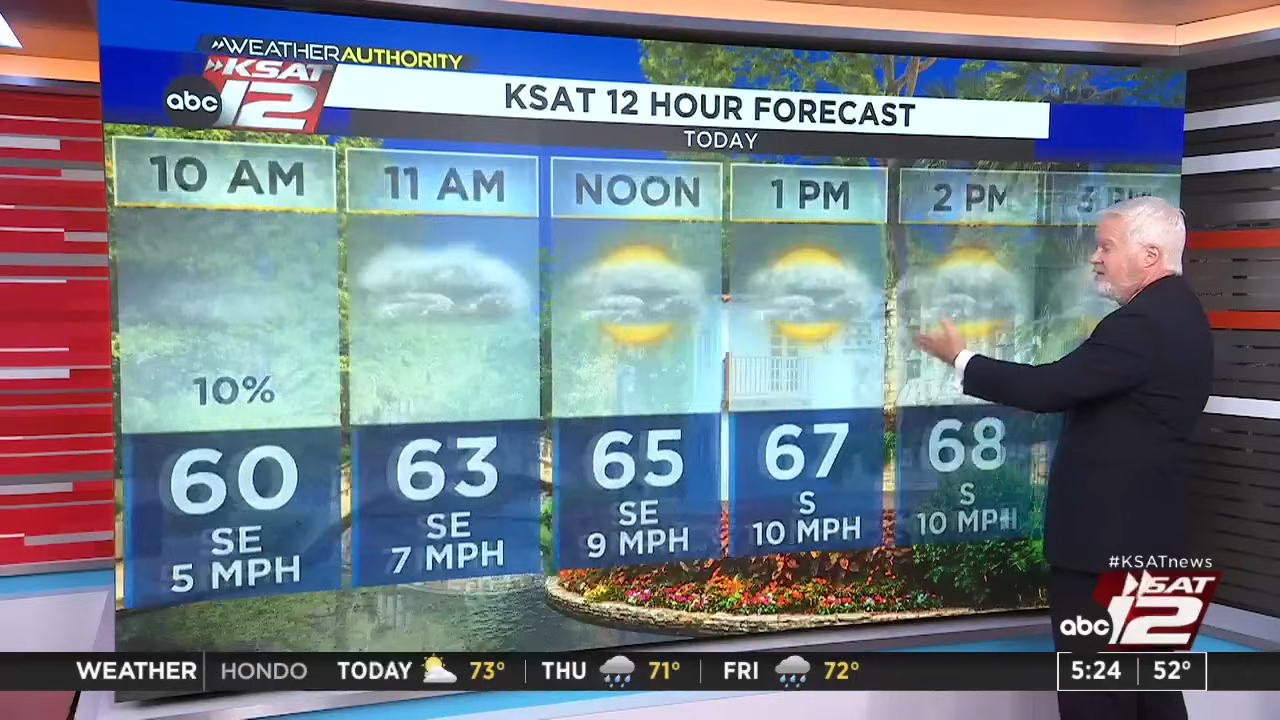 »WEATHERAUTHORITY
»KSAT
abc 12
KSAT 12 HOUR FORECAST
TODAY
10 AM
11 AM
NOON
1 PM
2 PM
10%
60
SE
5 MPH
63
SE
7 MPH
65
SE
9 MPH
67
S
10 MPH
68
S
10 MPH
#KSATnews
KSAT
abc 12
WEATHER HONDO TODAY 73° THU 71° FRI 72° 5:24 52°